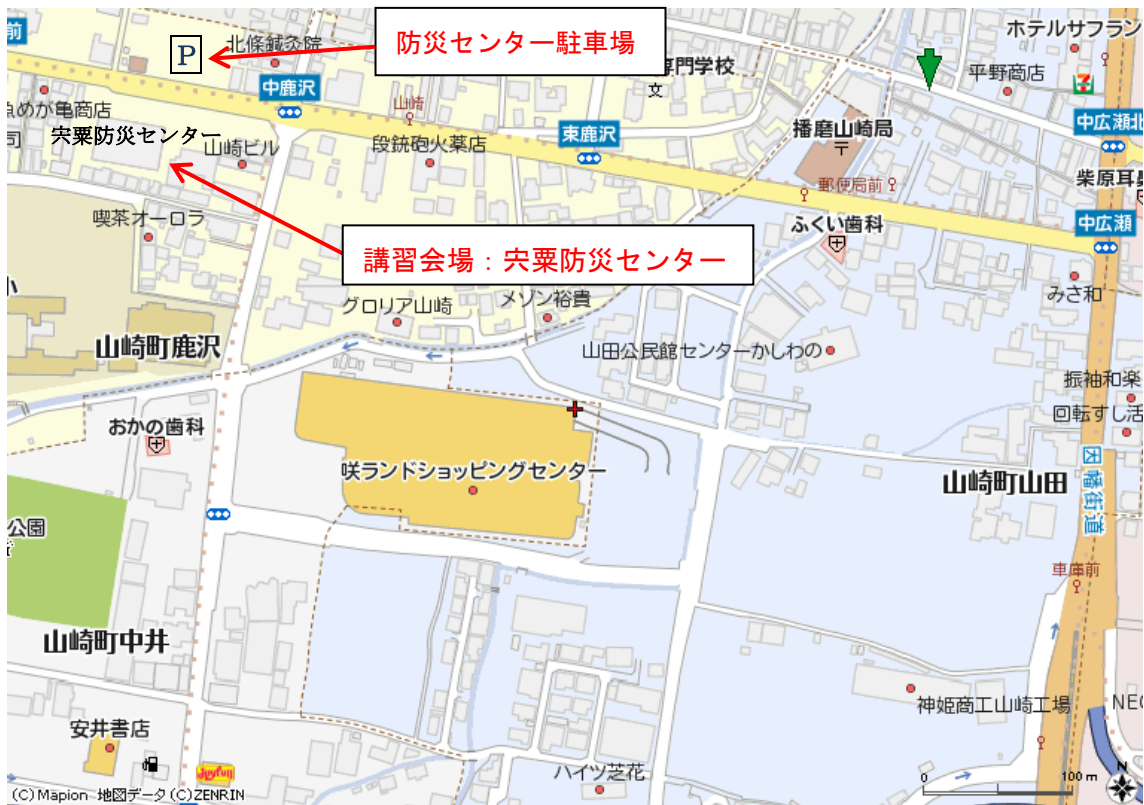 前
P
北條鍼灸院
防災センター駐車場
専門学校
文
ホテルサフラン
平野商店
中鹿沢
山崎
魚めが亀商店
司
宍粟防災センター
山崎ビル
段銃砲火薬店
東鹿沢
播磨山崎局
〒
中広瀬北
柴原耳鼻
郵便局前
喫茶オーロラ
ふくい歯科
中広瀬
講習会場：宍粟防災センター
小
グロリア山崎
メゾン裕貴
みさ和
山崎町鹿沢
山田公民館センターかしわの
振袖和楽
回転すし活
おかの歯科
咲ランドショッピングセンター
山崎町山田
因幡街道
公園
車庫前
山崎町中井
神姫商工山崎工場
NEO
安井書店
Joyfull
ハイツ芝花
0
100 m
N
(C) Mapion 地図データ (C)ZENRIN